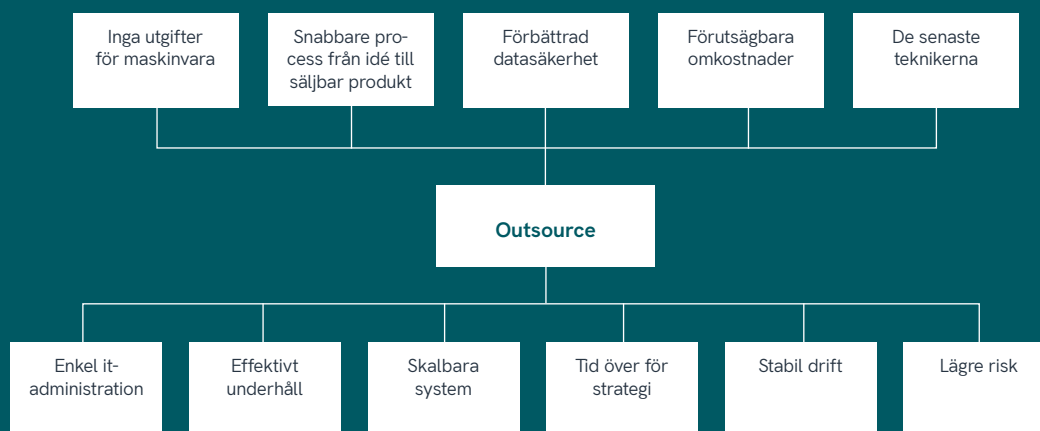 Inga utgifter
för maskinvara
Snabbare pro-
cess från idé till
säljbar produkt
Förbättrad
datasäkerhet
Förutsägbara
omkostnader
De senaste
teknikerna
Outsource
Enkel it-
administration
Effektivt
underhåll
Skalbara
system
Tid över för
strategi
Stabil drift
Lägre risk